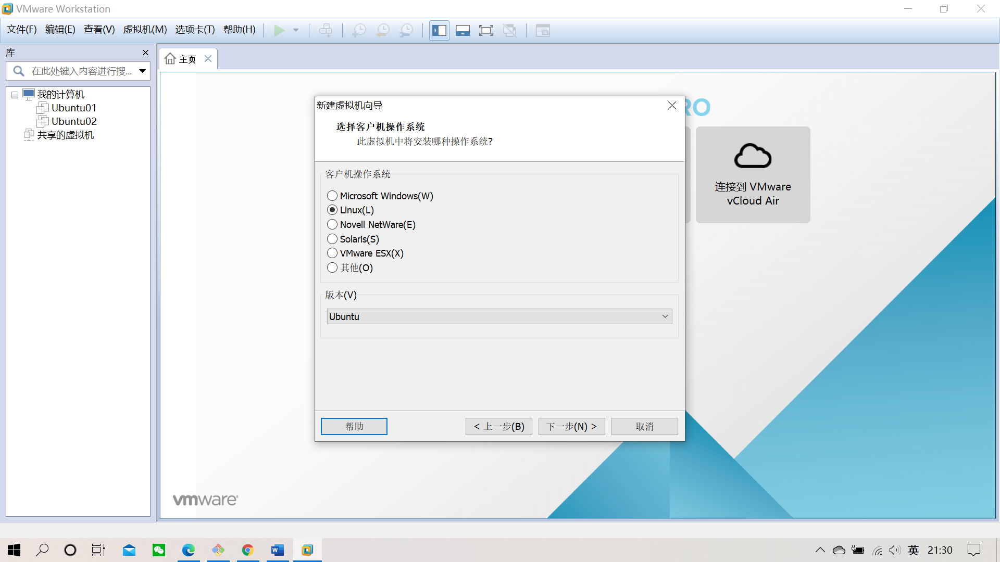 VMware Workstation
文件(F) 编辑(E) 查看(V) 虚拟机(M) 选项卡(T) 帮助(H)
库
在此处键入内容进行搜...
我的计算机
Ubuntu01
Ubuntu02
共享的虚拟机
主页
RO
新建虚拟机向导
选择客户机操作系统
此虚拟机中将安装哪种操作系统?
客户机操作系统
Microsoft Windows(W)
Linux(L)
Novell NetWare(E)
Solaris(S)
VMware ESX(X)
其他(O)
版本(V)
Ubuntu
帮助
< 上一步(B)
下一步(N) >
取消
连接到 VMware
vCloud Air
vmware
英
21:30